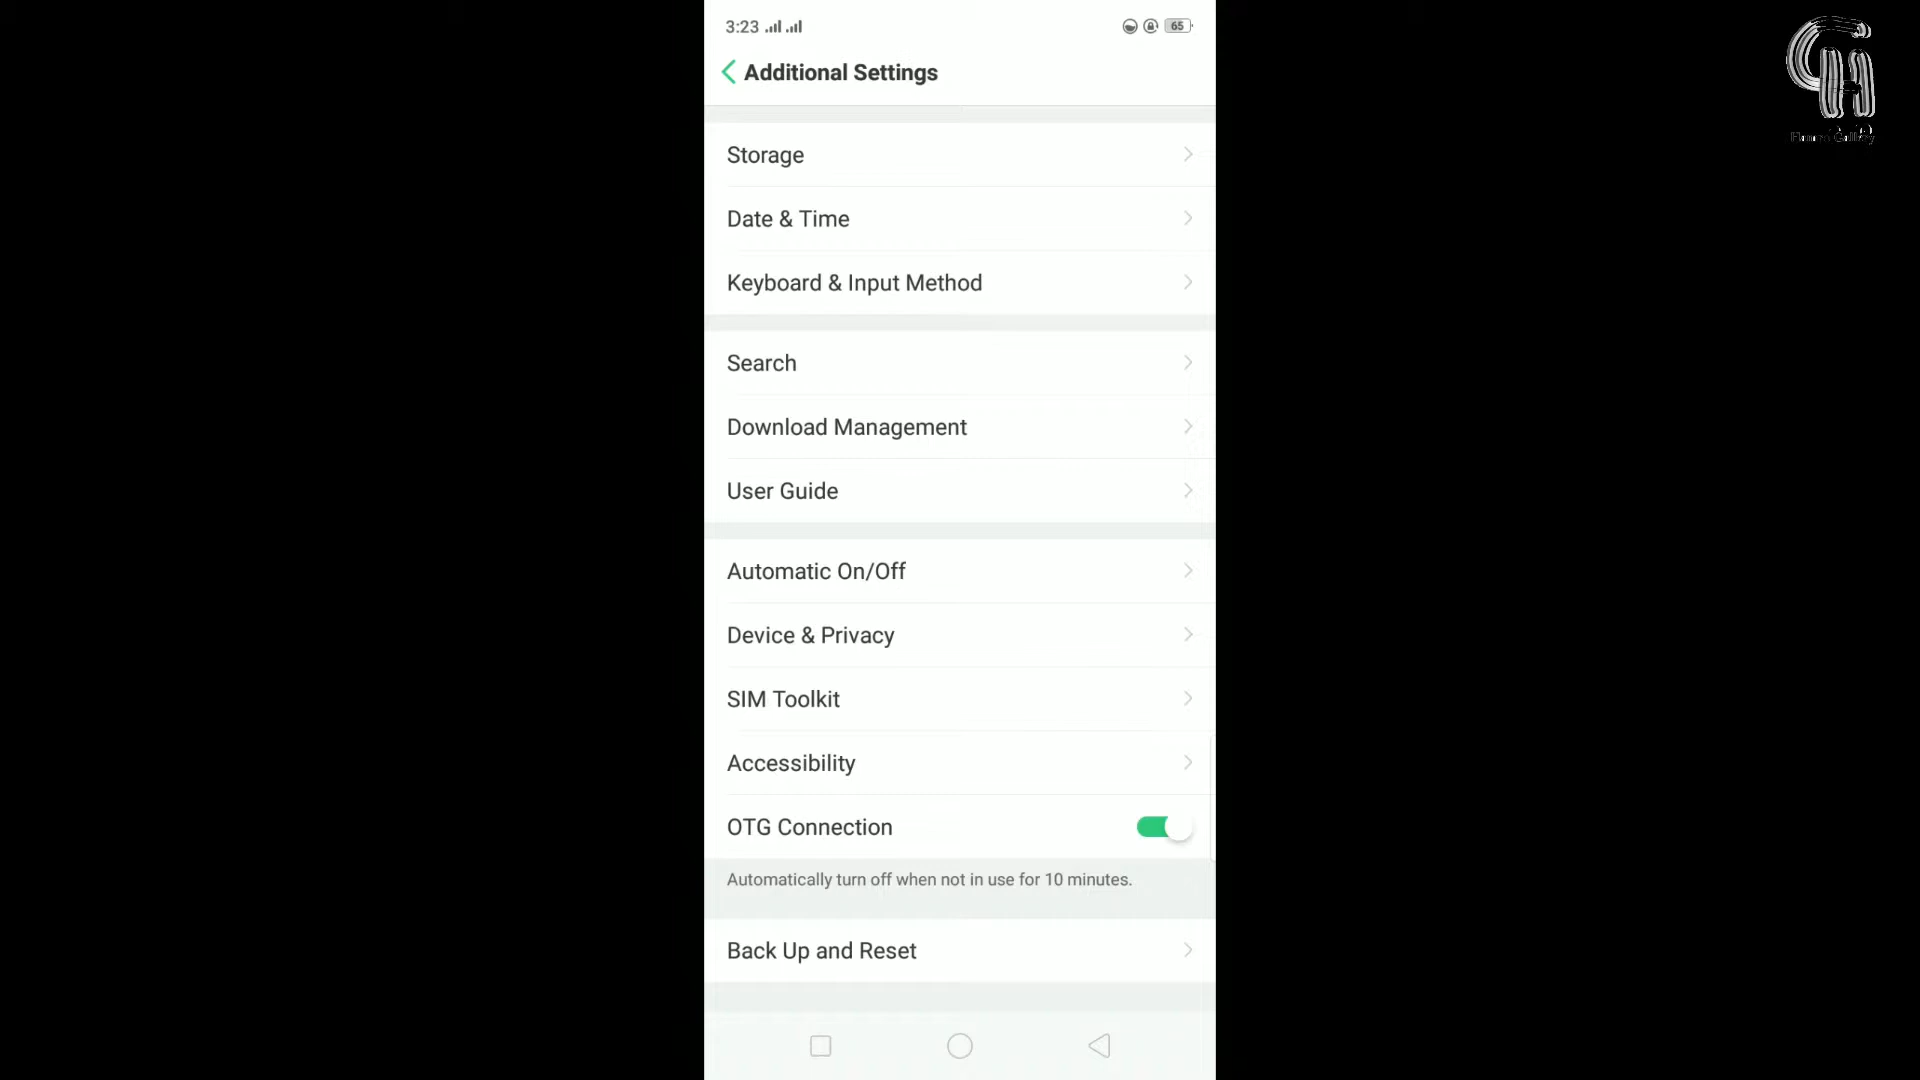 3:23
65
Additional Settings
Storage
Date & Time
Keyboard & Input Method
Search
Download Management
User Guide
Automatic On/Off
Device & Privacy
SIM Toolkit
Accessibility
OTG Connection
Automatically turn off when not in use for 10 minutes.
Back Up and Reset